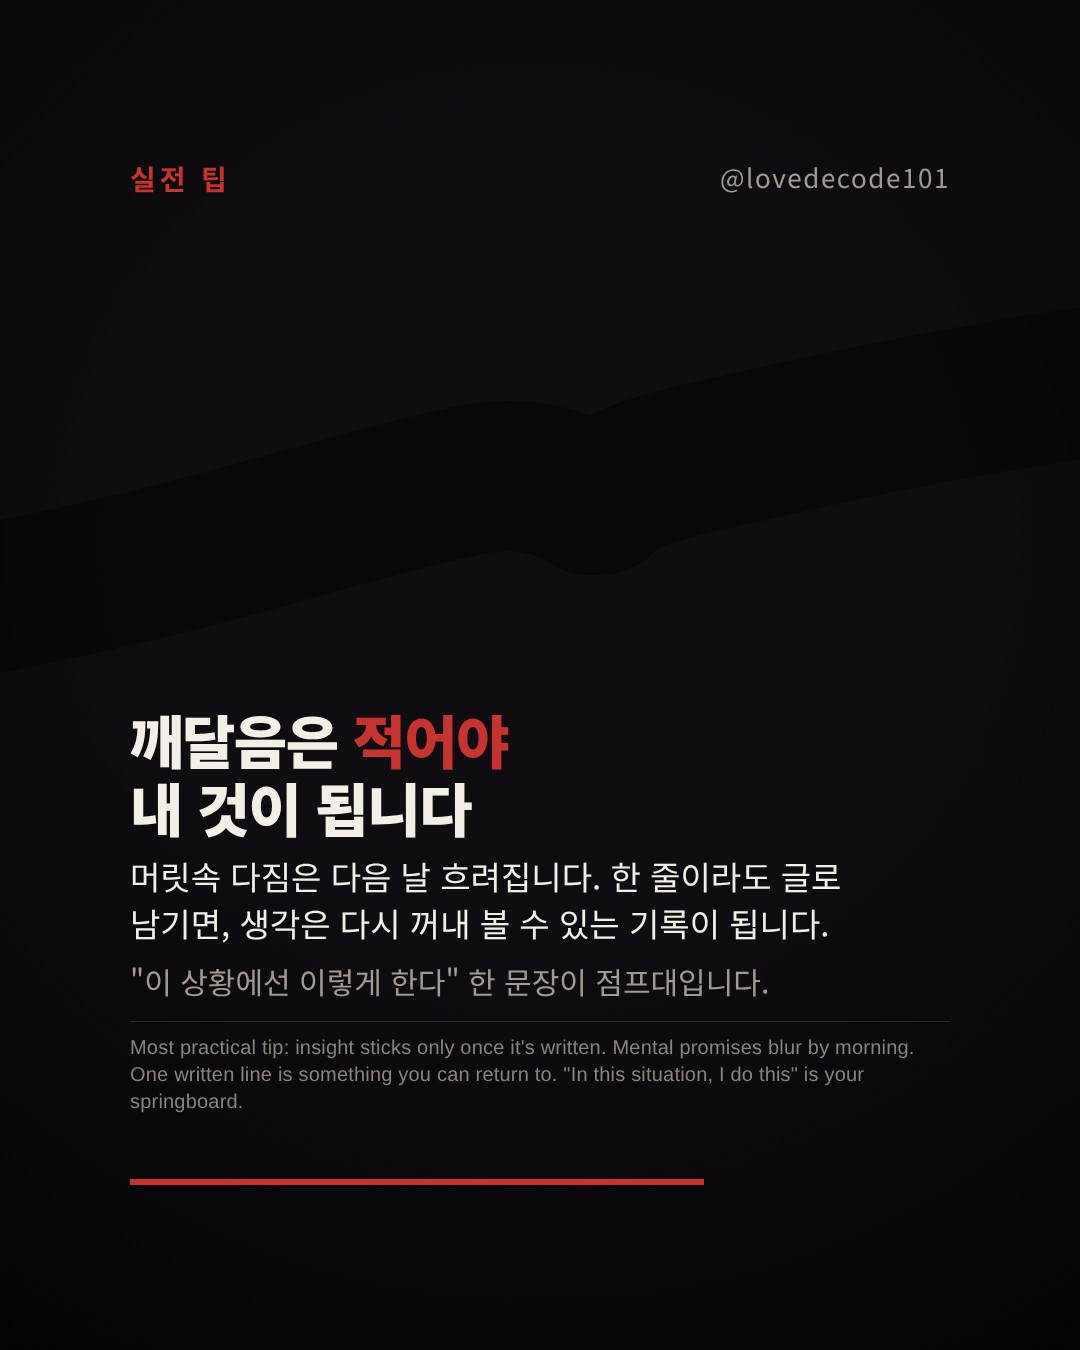 실전 팁
@lovedecode101
깨달음은 적어야
내 것이 됩니다
머릿속 다짐은 다음 날 흐려집니다. 한 줄이라도 글로
남기면, 생각은 다시 꺼내 볼 수 있는 기록이 됩니다.
"이 상황에선 이렇게 한다" 한 문장이 점프대입니다.
Most practical tip: insight sticks only once it's written. Mental promises blur by morning.
One written line is something you can return to. "In this situation, I do this" is your
springboard.